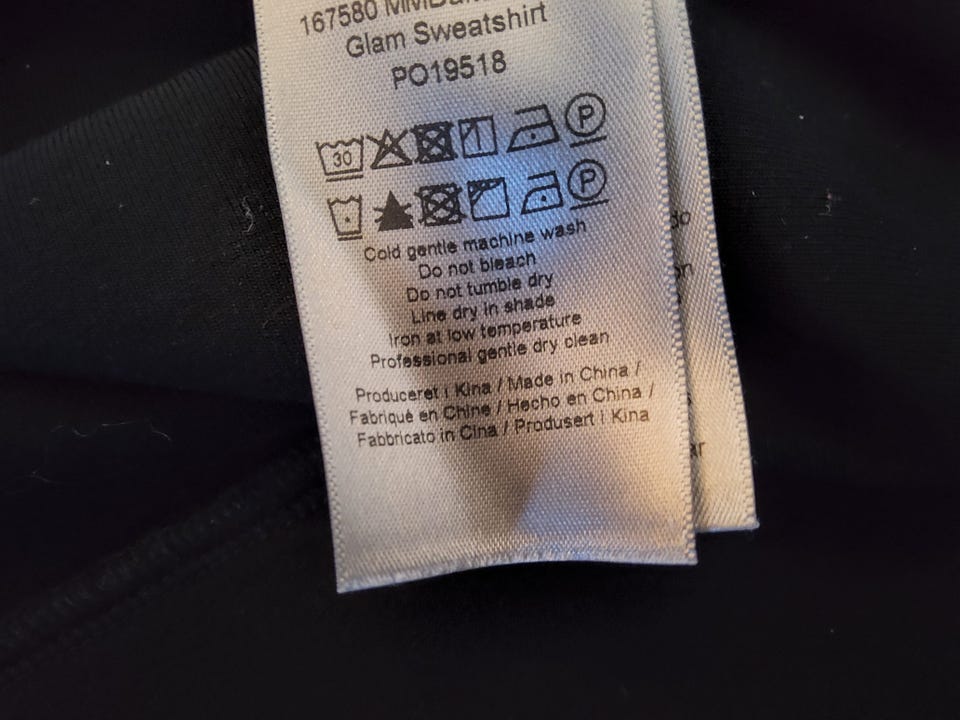 167580
Glam Sweatshirt
PO19518
30
P
P
Cold gentle machine wash
Do not bleach
Do not tumble dry
Line dry in shade
Iron at low temperature
Professional gentle dry clean
Produceret i Kina / Made in China /
Fabriqué en Chine / Hecho en China /
Fabbricato in Cina / Produsert i Kina